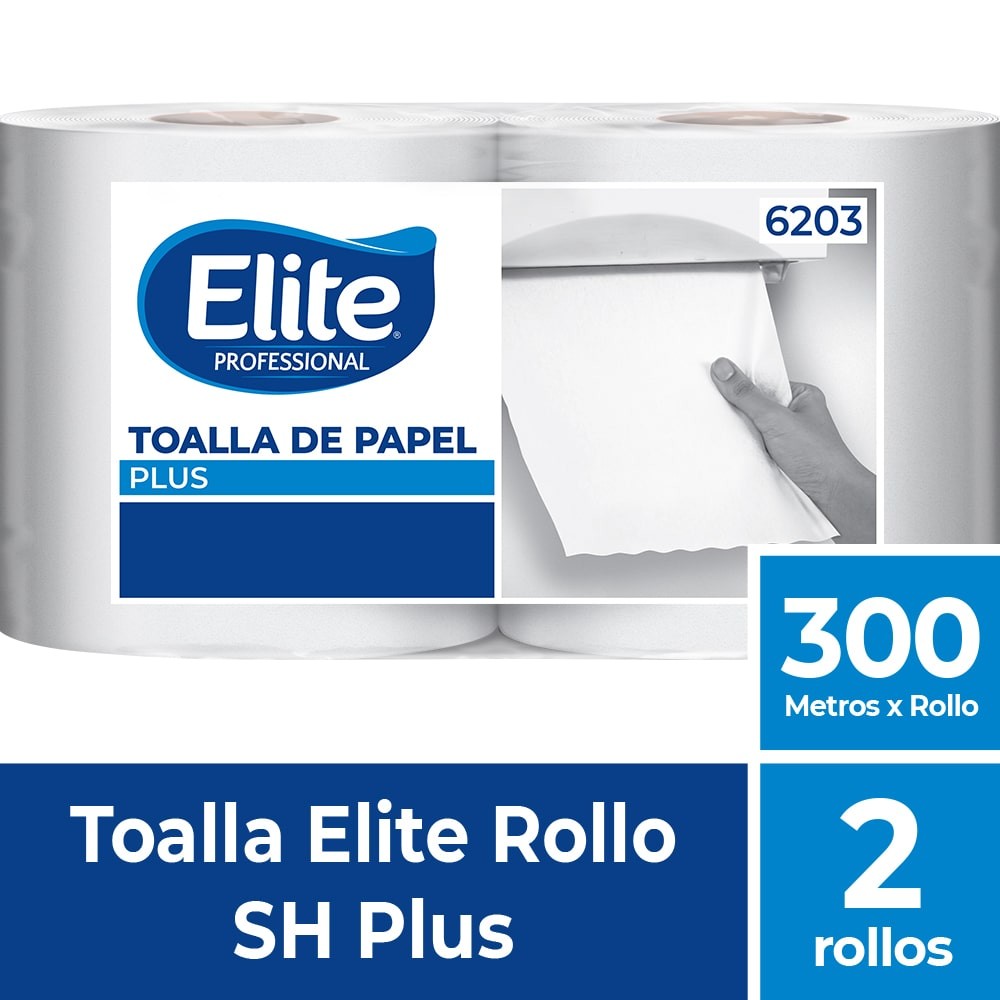 Elite®
PROFESSIONAL
TOALLA DE PAPEL
PLUS
6203
300
Metros x Rollo
Toalla Elite Rollo
SH Plus
2
rollos